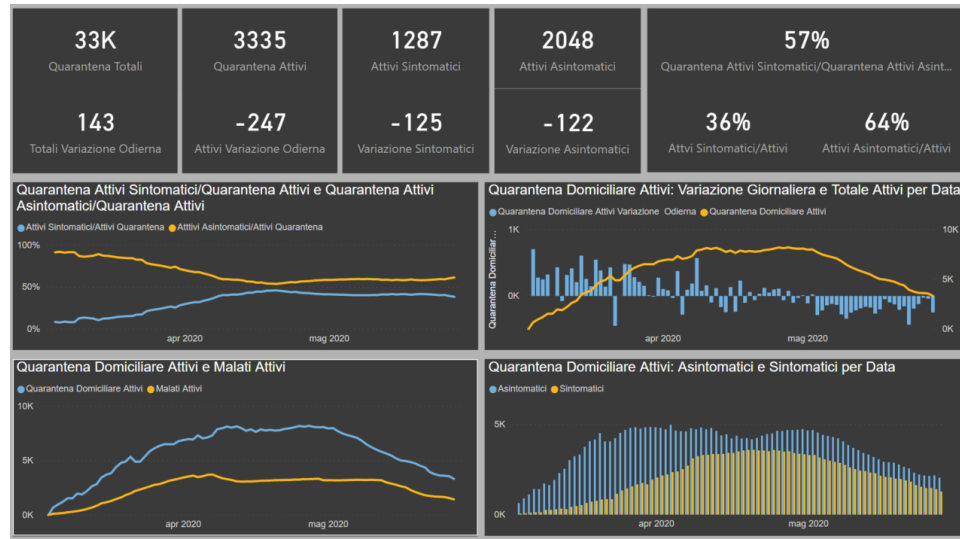 33K
Quarantena Totali
3335
Quarantena Attivi
1287
Attivi Sintomatici
2048
Attivi Asintomatici
57%
Quarantena Attivi Sintomatici/Quarantena Attivi Asint...
143
Totali Variazione Odierna
-247
Attivi Variazione Odierna
-125
Variazione Sintomatici
-122
Variazione Asintomatici
36%
Attvi Sintomatici/Attivi
64%
Attivi Asintomatici/Attivi
Quarantena Attivi Sintomatici/Quarantena Attivi e Quarantena Attivi
Asintomatici/Quarantena Attivi
Attivi Sintomatici/Attivi Quarantena Atttivi Asintomatici/Attivi Quarantena
100%
50%
0%
apr 2020
mag 2020
Quarantena Domiciliare Attivi: Variazione Giornaliera e Totale Attivi per Data
Quarantena Domiciliare Attivi Variazione Odierna Quarantena Domiciliare Attivi
Quarantena Domiciliar...
1K
0K
10K
5K
0K
apr 2020
mag 2020
Quarantena Domiciliare Attivi e Malati Attivi
Quarantena Domiciliare Attivi Malati Attivi
10K
5K
0K
apr 2020
mag 2020
Quarantena Domiciliare Attivi: Asintomatici e Sintomatici per Data
Asintomatici Sintomatici
5K
0K
apr 2020
mag 2020